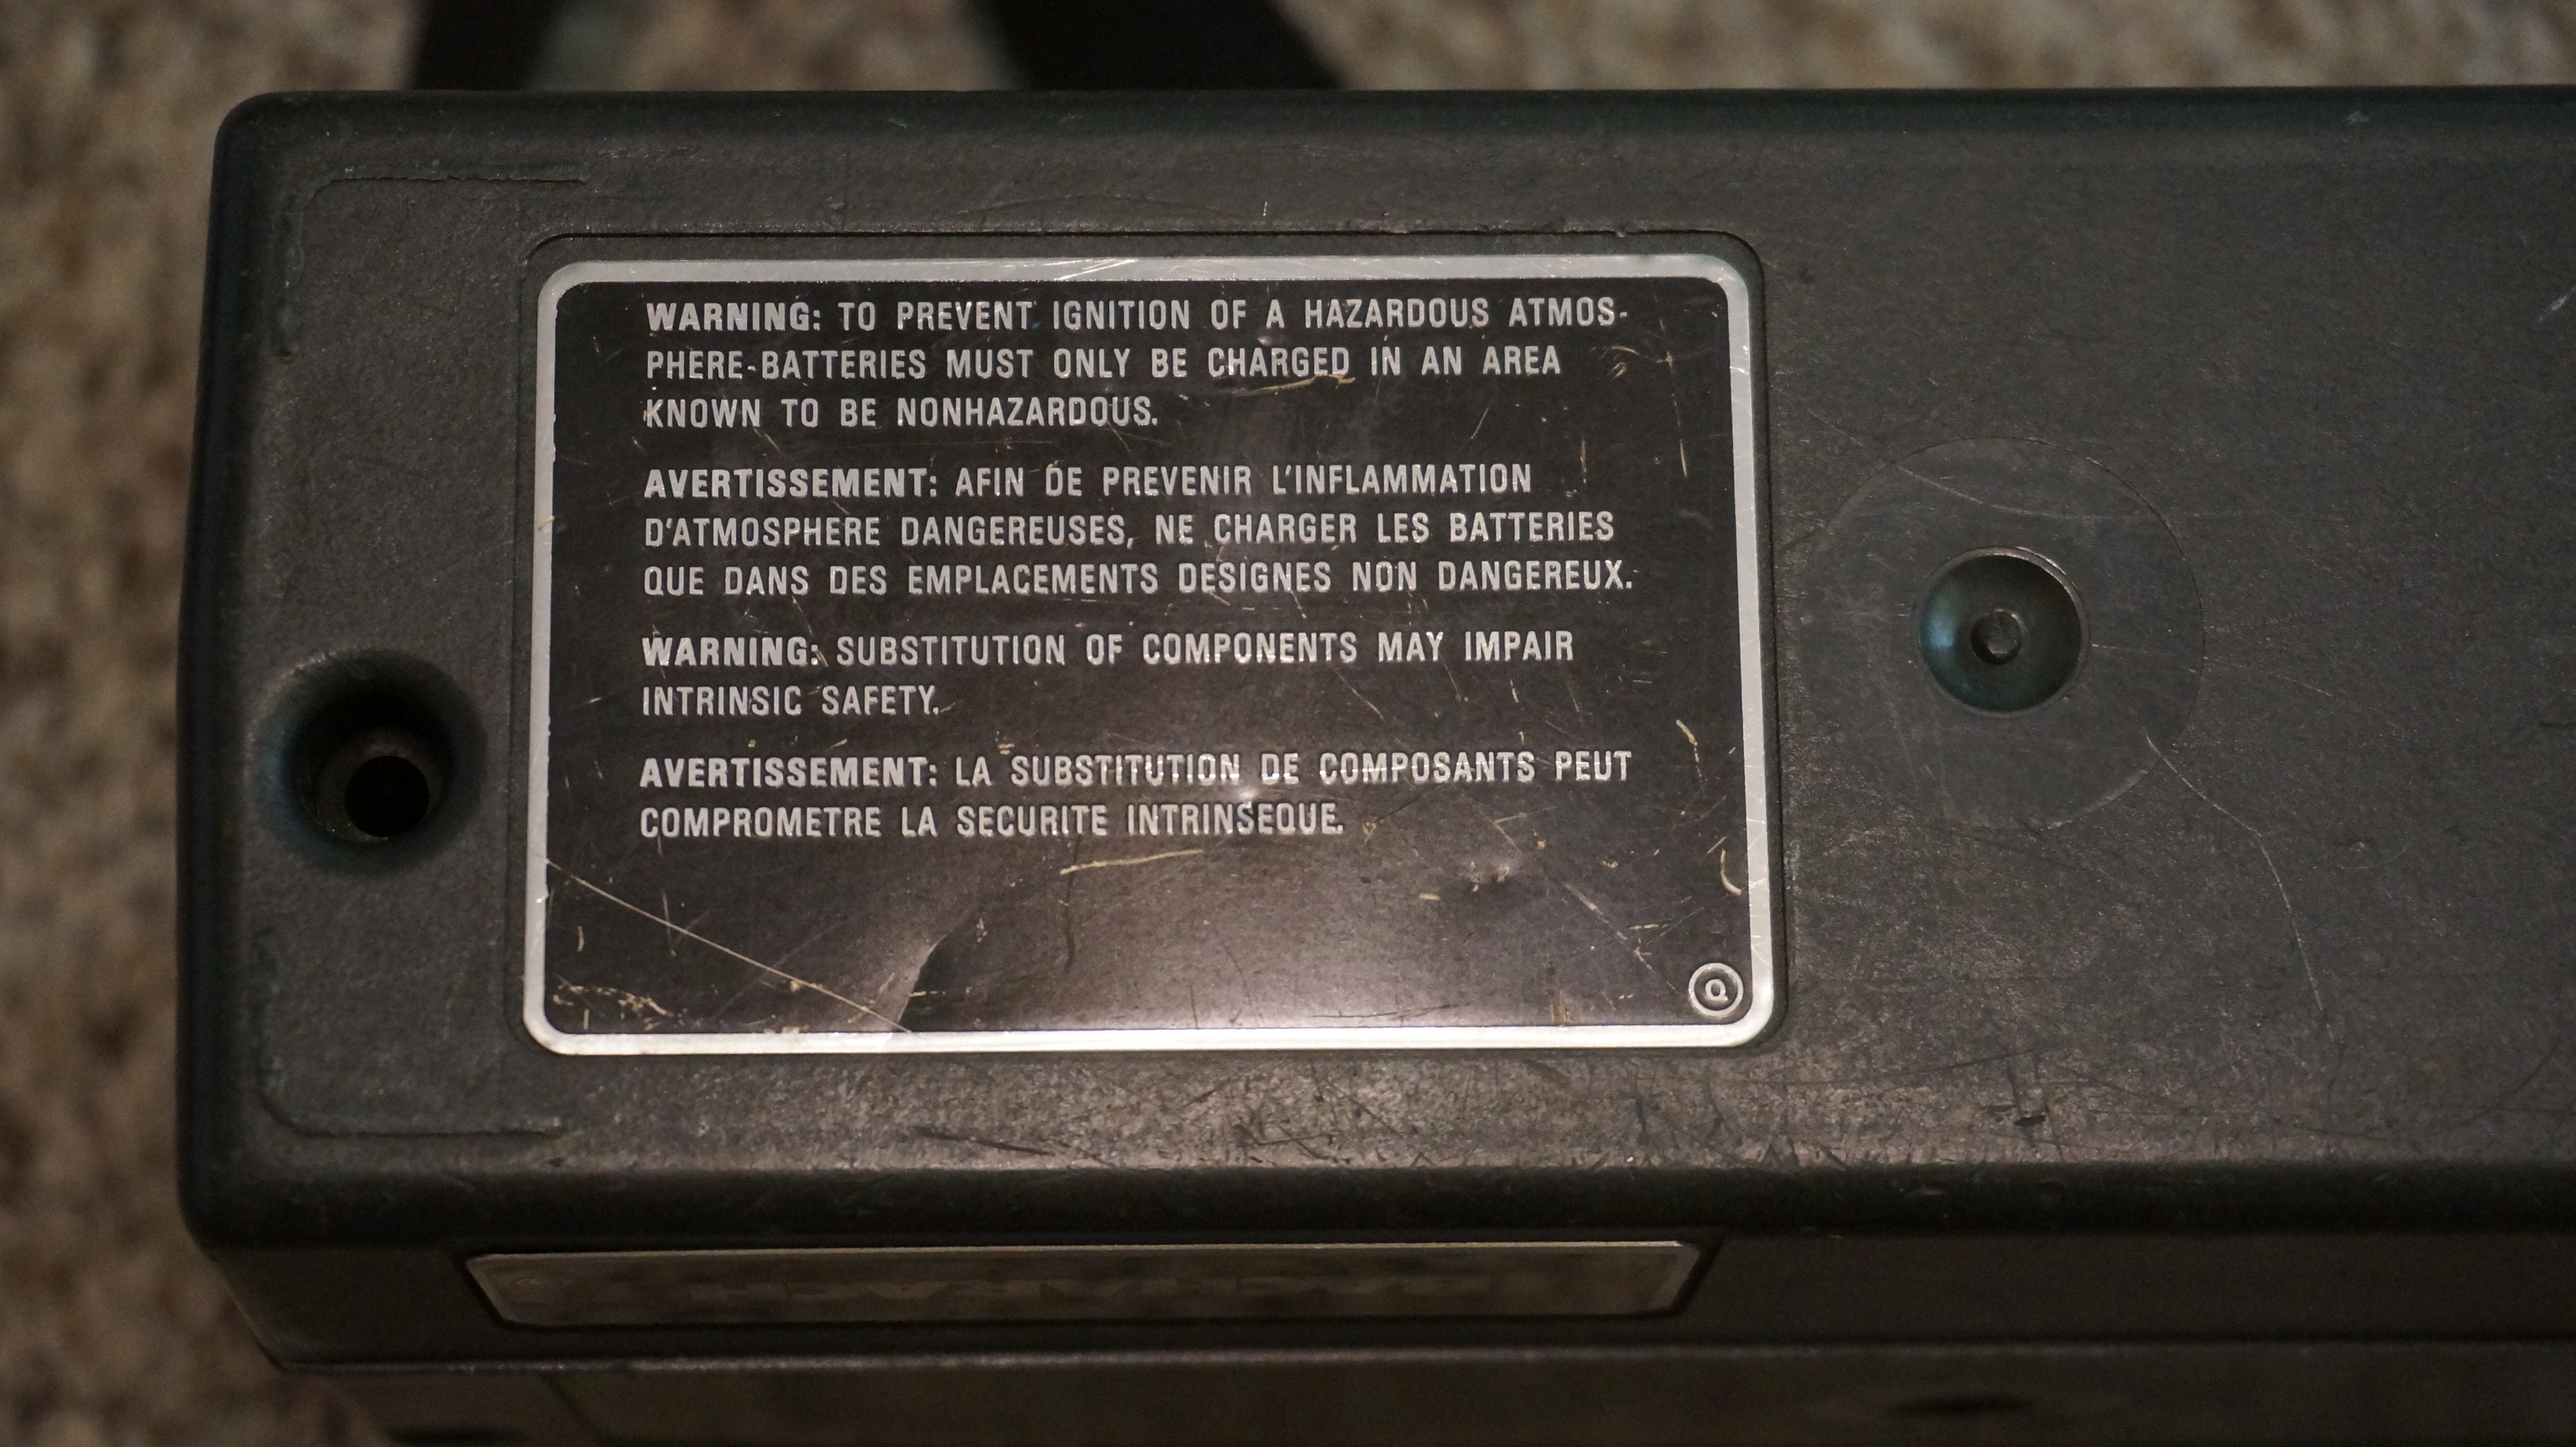 WARNING: TO PREVENT IGNITION OF A HAZARDOUS ATMOS-
PHERE-BATTERIES MUST ONLY BE CHARGED IN AN AREA
KNOWN TO BE NONHAZARDOUS.
AVERTISSEMENT: AFIN DE PREVENIR L'INFLAMMATION
D'ATMOSPHERE DANGEREUSES, NE CHARGER LES BATTERIES
QUE DANS DES EMPLACEMENTS DESIGNES NON DANGEREUX.
WARNING: SUBSTITUTION OF COMPONENTS MAY IMPAIR
INTRINSIC SAFETY.
AVERTISSEMENT: LA SUBSTITUTION DE COMPOSANTS PEUT
COMPROMETRE LA SECURITE INTRINSEQUE.
Q